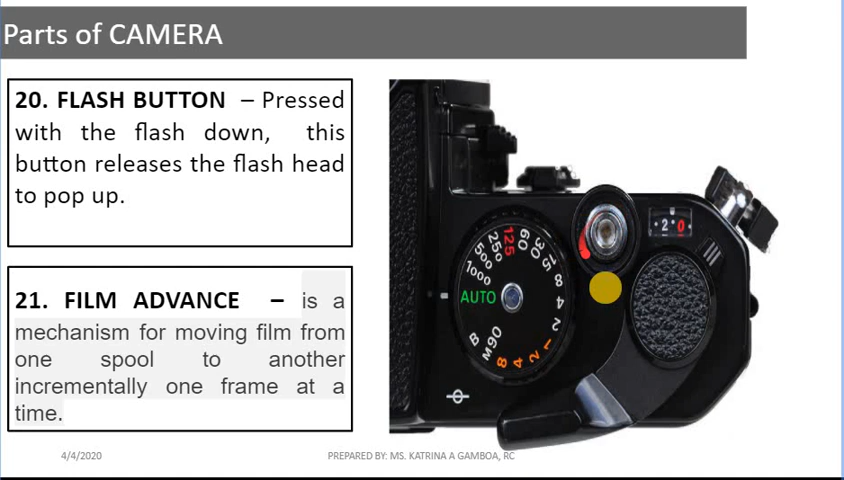 Parts of CAMERA
20. FLASH BUTTON – Pressed
with the flash down, this
button releases the flash head
to pop up.
21. FILM ADVANCE – is a
mechanism for moving film from
one spool to another
incrementally one frame at a
time.
AUTO
1000
500
250
125
60
30
15
8
4
2
1
2
4
8
M90
B
2 • 0
4/4/2020
PREPARED BY: MS. KATRINA A GAMBOA, RC